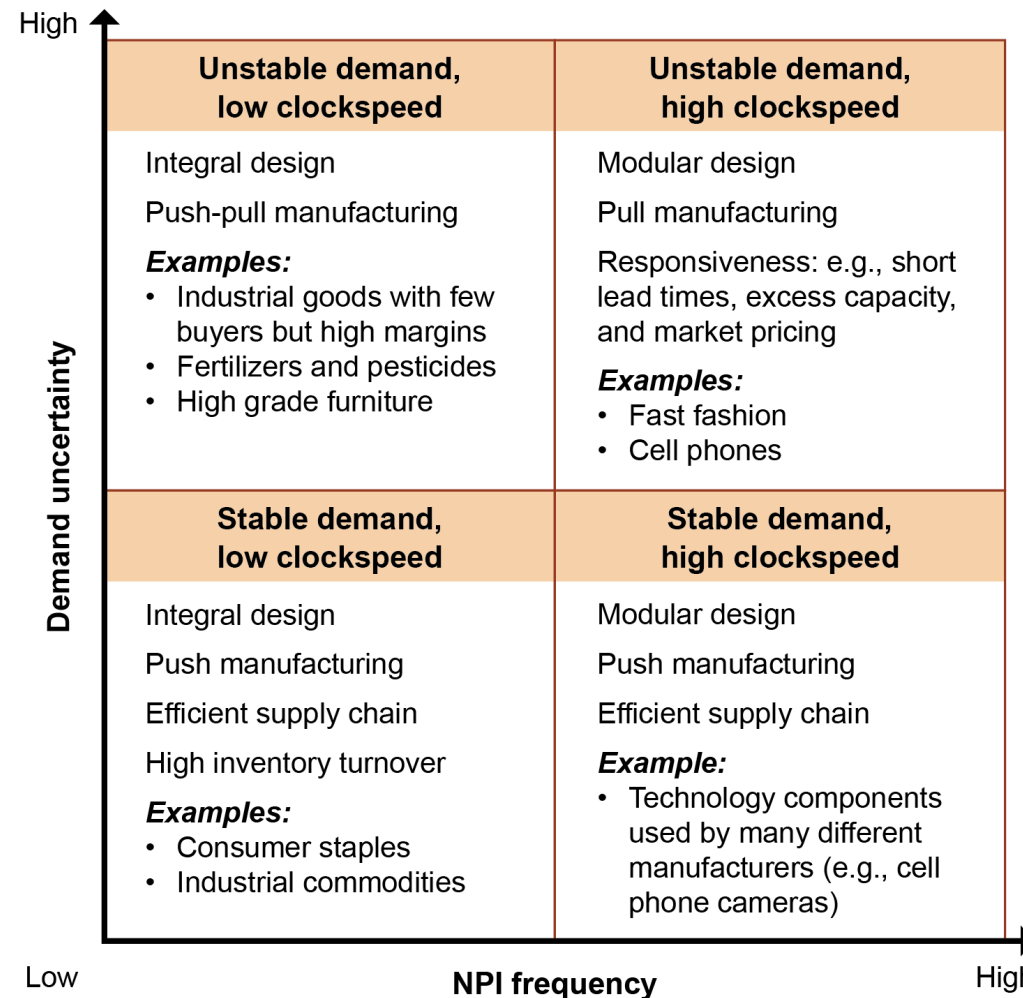 High
Unstable demand,
low clockspeed
Integral design
Push-pull manufacturing
Examples:
• Industrial goods with few
buyers but high margins
• Fertilizers and pesticides
• High grade furniture
Unstable demand,
high clockspeed
Modular design
Pull manufacturing
Responsiveness: e.g., short
lead times, excess capacity,
and market pricing
Examples:
• Fast fashion
• Cell phones
Demand uncertainty
Stable demand,
low clockspeed
Integral design
Push manufacturing
Efficient supply chain
High inventory turnover
Examples:
• Consumer staples
• Industrial commodities
Stable demand,
high clockspeed
Modular design
Push manufacturing
Efficient supply chain
Example:
• Technology components
used by many different
manufacturers (e.g., cell
phone cameras)
Low
NPI frequency
High